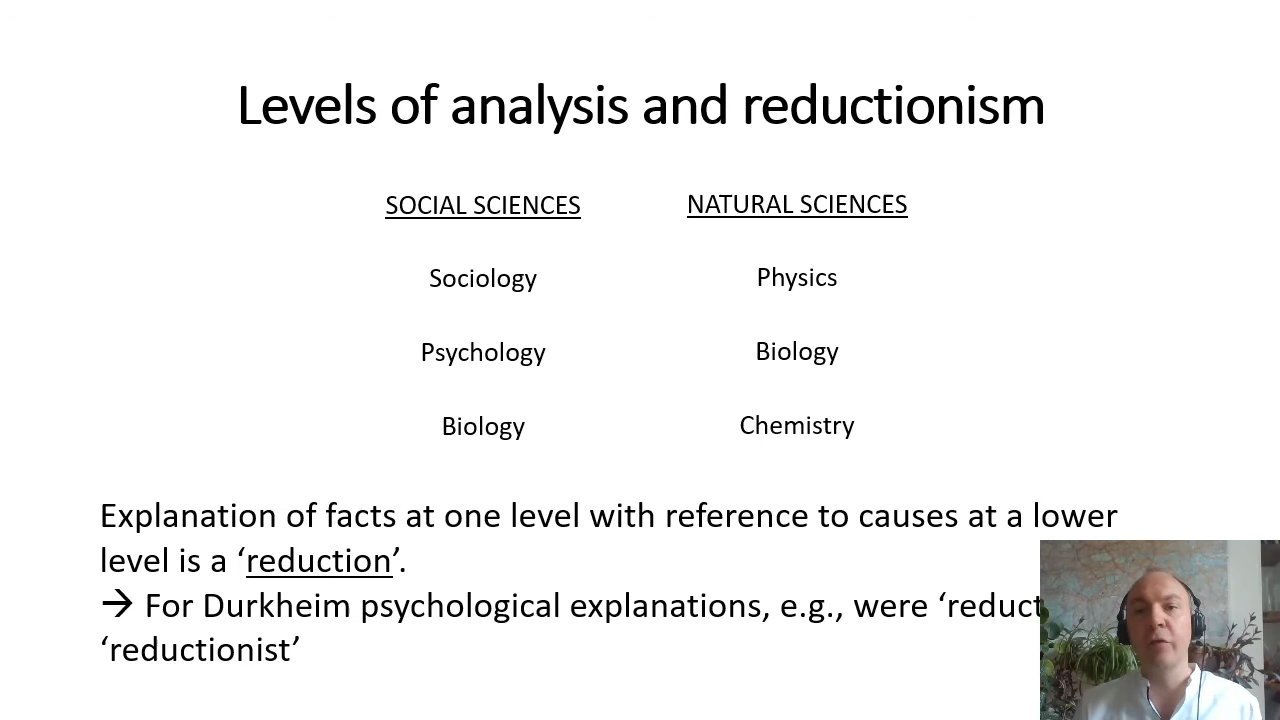 Levels of analysis and reductionism
SOCIAL SCIENCES NATURAL SCIENCES
Sociology Physics
Psychology Biology
Biology Chemistry
Explanation of facts at one level with reference to causes at a lower
level is a ‘reduction’.
→ For Durkheim psychological explanations, e.g., were
‘reductionist’